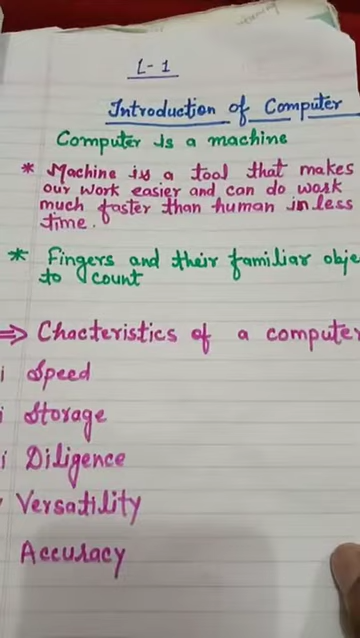 L-1
Introduction of Computer
Computer is a machine
* Machine is a tool that makes
our work easier and can do work
much faster than human in less
time.
* Fingers and their familiar obje
to count
⇒ Chacteristics of a computer
i Speed
i Storage
i Diligence
Versatility
Accuracy